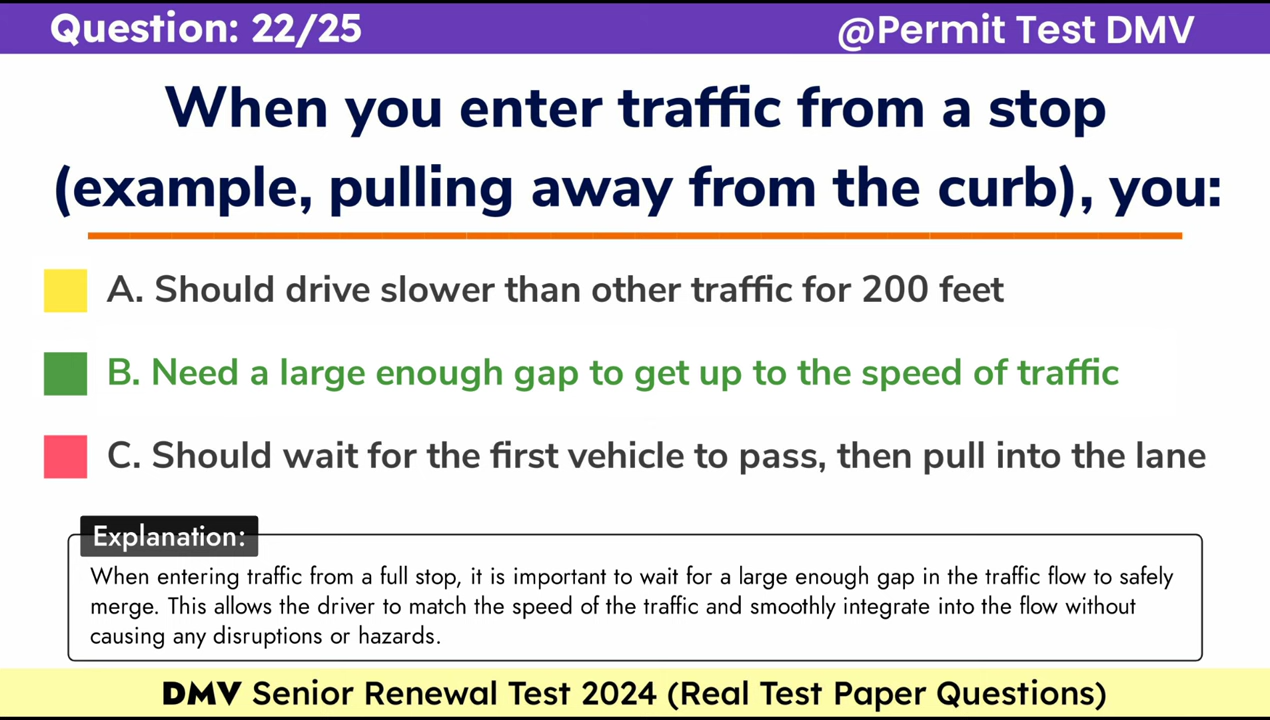 Question: 22/25
@Permit Test DMV
When you enter traffic from a stop
(example, pulling away from the curb), you:
A. Should drive slower than other traffic for 200 feet
B. Need a large enough gap to get up to the speed of traffic
C. Should wait for the first vehicle to pass, then pull into the lane
Explanation:
When entering traffic from a full stop, it is important to wait for a large enough gap in the traffic flow to safely
merge. This allows the driver to match the speed of the traffic and smoothly integrate into the flow without
causing any disruptions or hazards.
DMV Senior Renewal Test 2024 (Real Test Paper Questions)